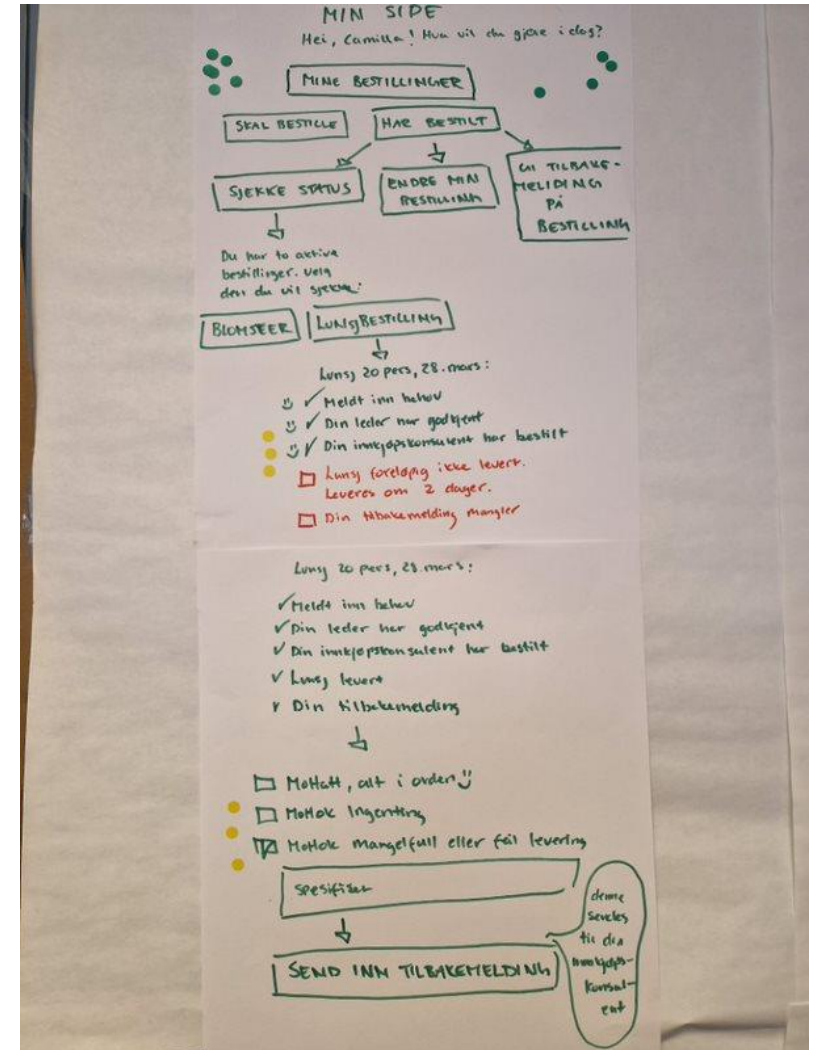 MIN SIDE
Hei, Camilla! Hva vil du gjøre i dag?
MINE BESTILLINGER
SKAL BESTILLE
HAR BESTILT
SJEKKE STATUS
ENDRE MIN
BESTILLING
GI TILBAKE-
MELIDING
PÅ
BESTILLING
Du har to aktive
bestillinger. Velg
den du vil sjekke:
BLOMSTER
LUNSJBESTILLING
Lunsj 20 pers, 28. mars:
✓ Meldt inn behov
✓ Din leder har godkjent
✓ Din innkjøpskonsulent har bestilt
Lunsj foreløpig ikke levert.
Leveres om 2 dager.
Din tilbakemelding mangler
Lunsj 20 pers, 28. mars:
✓ Meldt inn behov
✓ Din leder har godkjent
✓ Din innkjøpskonsulent har bestilt
✓ Lunsj levert
✓ Din tilbakemelding
Mottatt, alt i orden
Mottok Ingenting
Mottok mangelfull eller feil levering
Spesifiser
SEND INN TILBAKEMELDING
denne
sendes
til din
innkjøps-
konsul-
ent